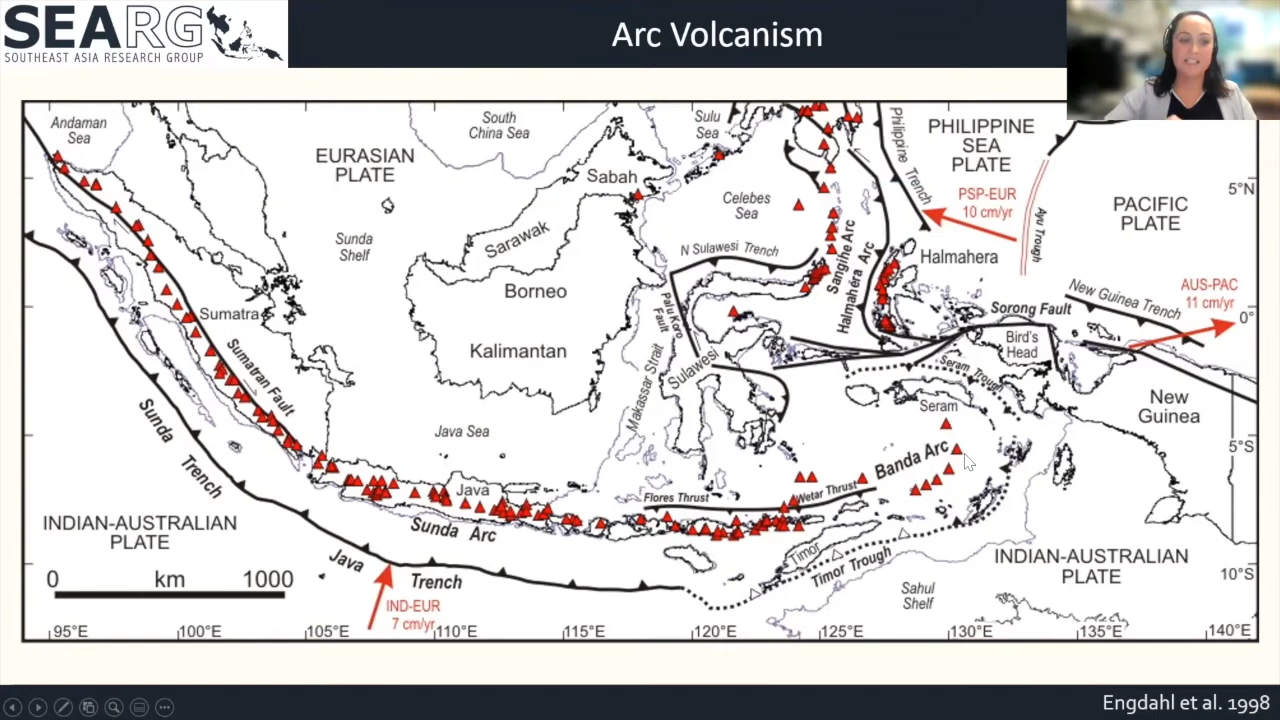 SEARG
SOUTHEAST ASIA RESEARCH GROUP
Arc Volcanism
Andaman
Sea
South
China Sea
Sulu
Sea
Philippine
Trench
PHILIPPINE
SEA
PLATE
EURASIAN
PLATE
Sabah
Celebes
Sea
PSP-EUR
10 cm/yr
5°N
PACIFIC
PLATE
Ayu Trough
Sunda
Shelf
Sarawak
N Sulawesi Trench
Sangihe Arc
Halmahera Arc
Halmahera
Borneo
AUS-PAC
11 cm/yr
New Guinea Trench
Sumatra
Palu Koro
Fault
Sorong Fault
0°
Kalimantan
Bird's
Head
Sumatran Fault
Makassar Strait
Sulawesi
Seram Trough
New
Guinea
Seram
Sunda
Trench
Java Sea
5°S
Banda Arc
Java
Flores Thrust
Wetar Thrust
INDIAN-AUSTRALIAN
PLATE
Sunda Arc
Timor
Timor Trough
INDIAN-AUSTRALIAN
PLATE
Java
Trench
0 km 1000
10°S
Sahul
Shelf
IND-EUR
7 cm/yr
95°E 100°E 105°E 110°E 115°E 120°E 125°E 130°E 135°E 140°E
Engdahl et al. 1998